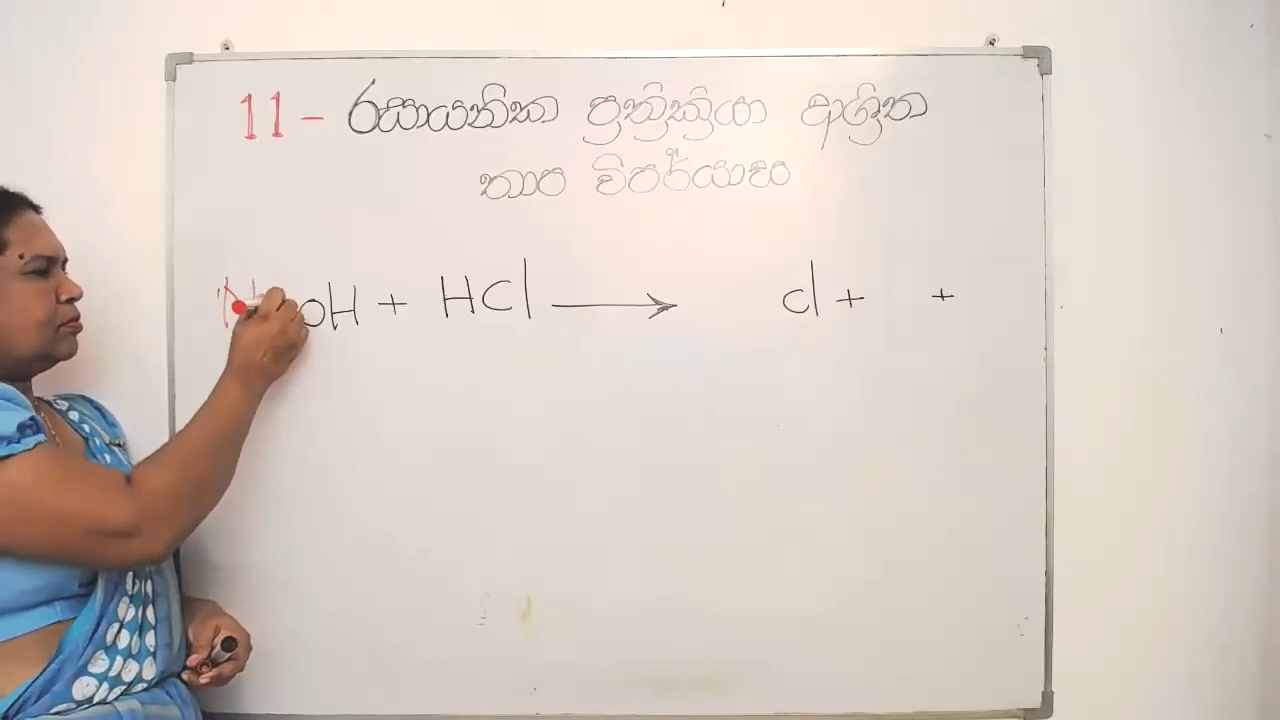 11 - රසායනික ප්‍රතික්‍රියා ආශ්‍රිත
තාප විපර්යාස
OH + HCl ⟶ Cl + +